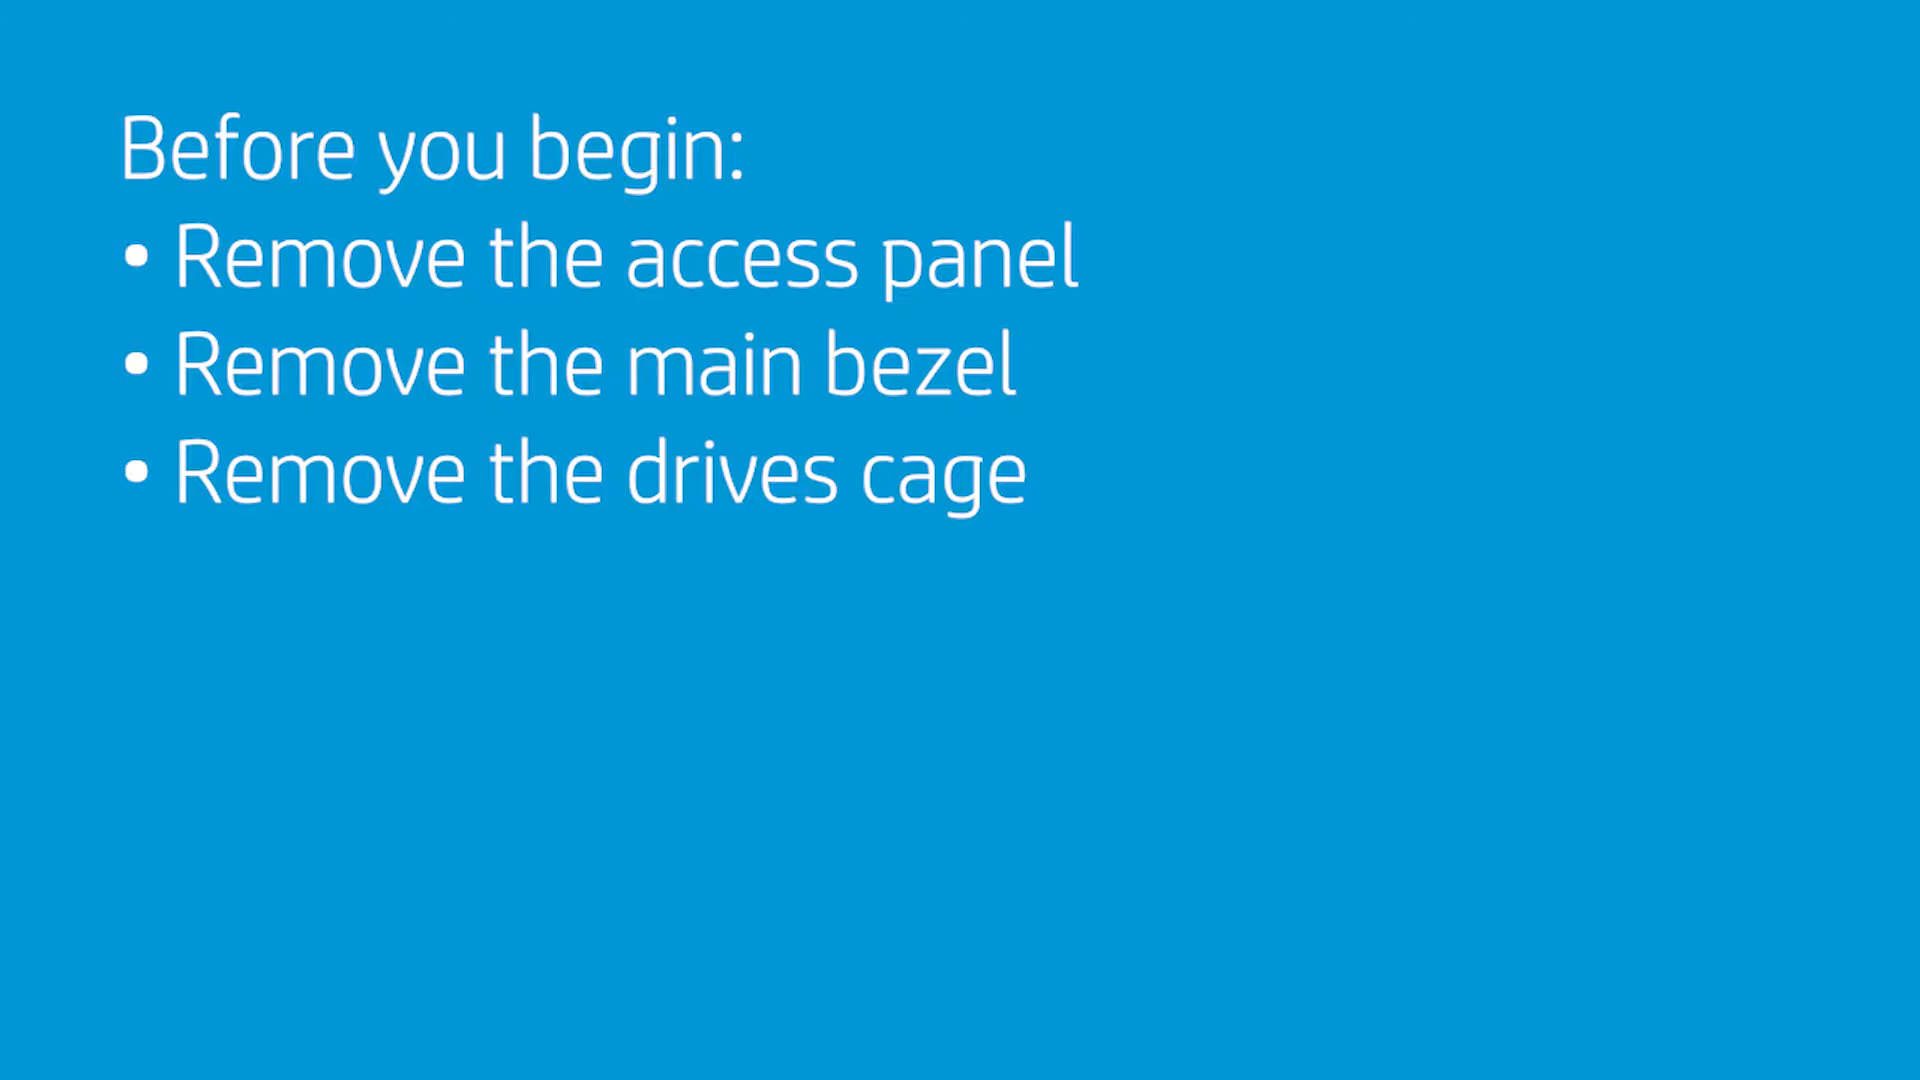 Before you begin:
• Remove the access panel
• Remove the main bezel
• Remove the drives cage